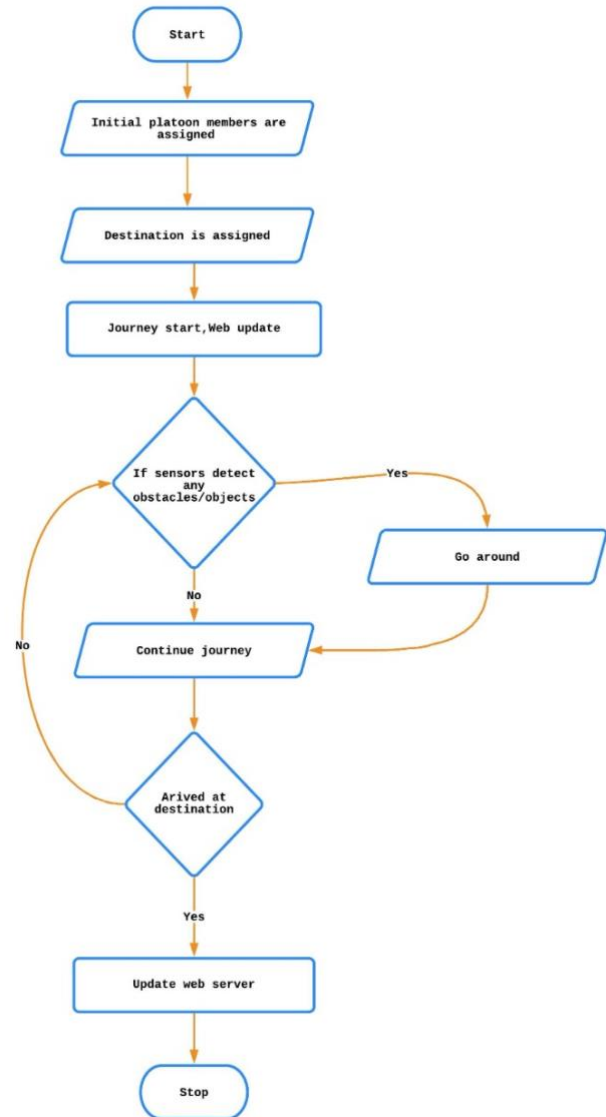 Start
Initial platoon members are
assigned
Destination is assigned
Journey start,Web update
If sensors detect
any
obstacles/objects
Yes
Go around
No
Continue journey
No
Arived at
destination
Yes
Update web server
Stop